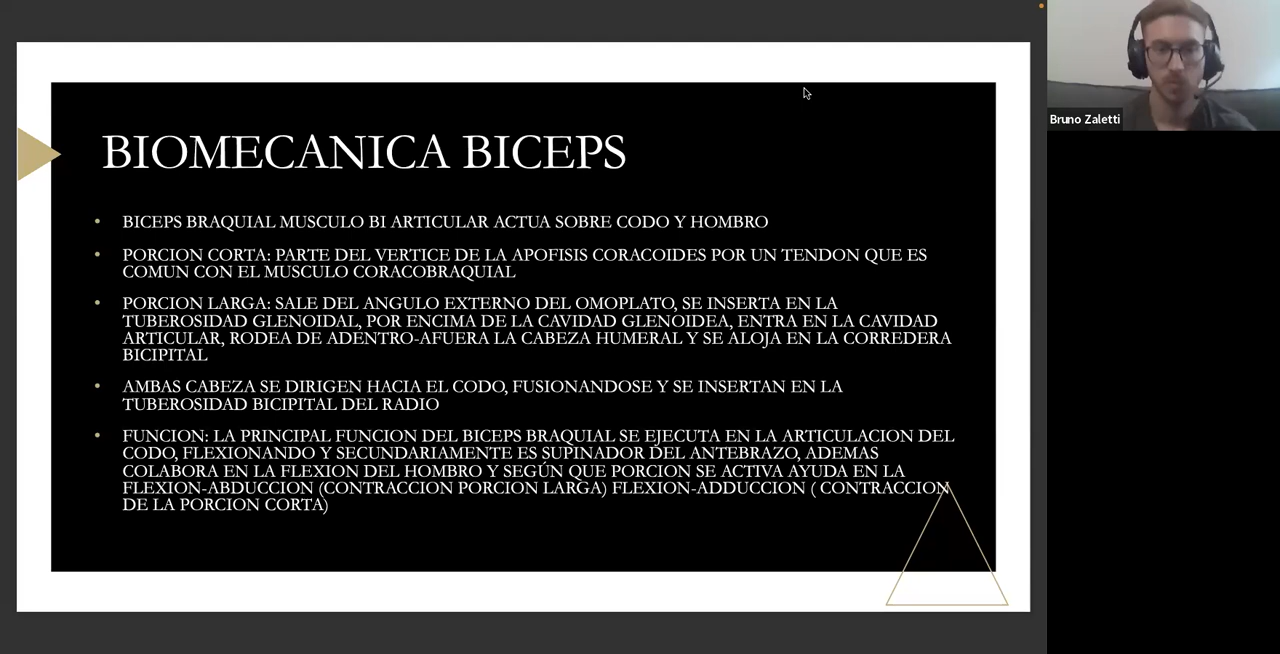 BIOMECANICA BICEPS
• BICEPS BRAQUIAL MUSCULO BI ARTICULAR ACTUA SOBRE CODO Y HOMBRO
• PORCION CORTA: PARTE DEL VERTICE DE LA APOFISIS CORACOIDES POR UN TENDON QUE ES
COMUN CON EL MUSCULO CORACOBRAQUIAL
• PORCION LARGA: SALE DEL ANGULO EXTERNO DEL OMOPLATO, SE INSERTA EN LA
TUBEROSIDAD GLENOIDAL, POR ENCIMA DE LA CAVIDAD GLENOIDEA, ENTRA EN LA CAVIDAD
ARTICULAR, RODEA DE ADENTRO-AFUERA LA CABEZA HUMERAL Y SE ALOJA EN LA CORREDERA
BICIPITAL
• AMBAS CABEZA SE DIRIGEN HACIA EL CODO, FUSIONANDOSE Y SE INSERTAN EN LA
TUBEROSIDAD BICIPITAL DEL RADIO
• FUNCION: LA PRINCIPAL FUNCION DEL BICEPS BRAQUIAL SE EJECUTA EN LA ARTICULACION DEL
CODO, FLEXIONANDO Y SECUNDARIAMENTE ES SUPINADOR DEL ANTEBRAZO, ADEMAS
COLABORA EN LA FLEXION DEL HOMBRO Y SEGÚN QUE PORCION SE ACTIVA AYUDA EN LA
FLEXION-ABDUCCION (CONTRACCION PORCION LARGA) FLEXION-ADDUCCION ( CONTRACCION
DE LA PORCION CORTA)
Bruno Zaletti